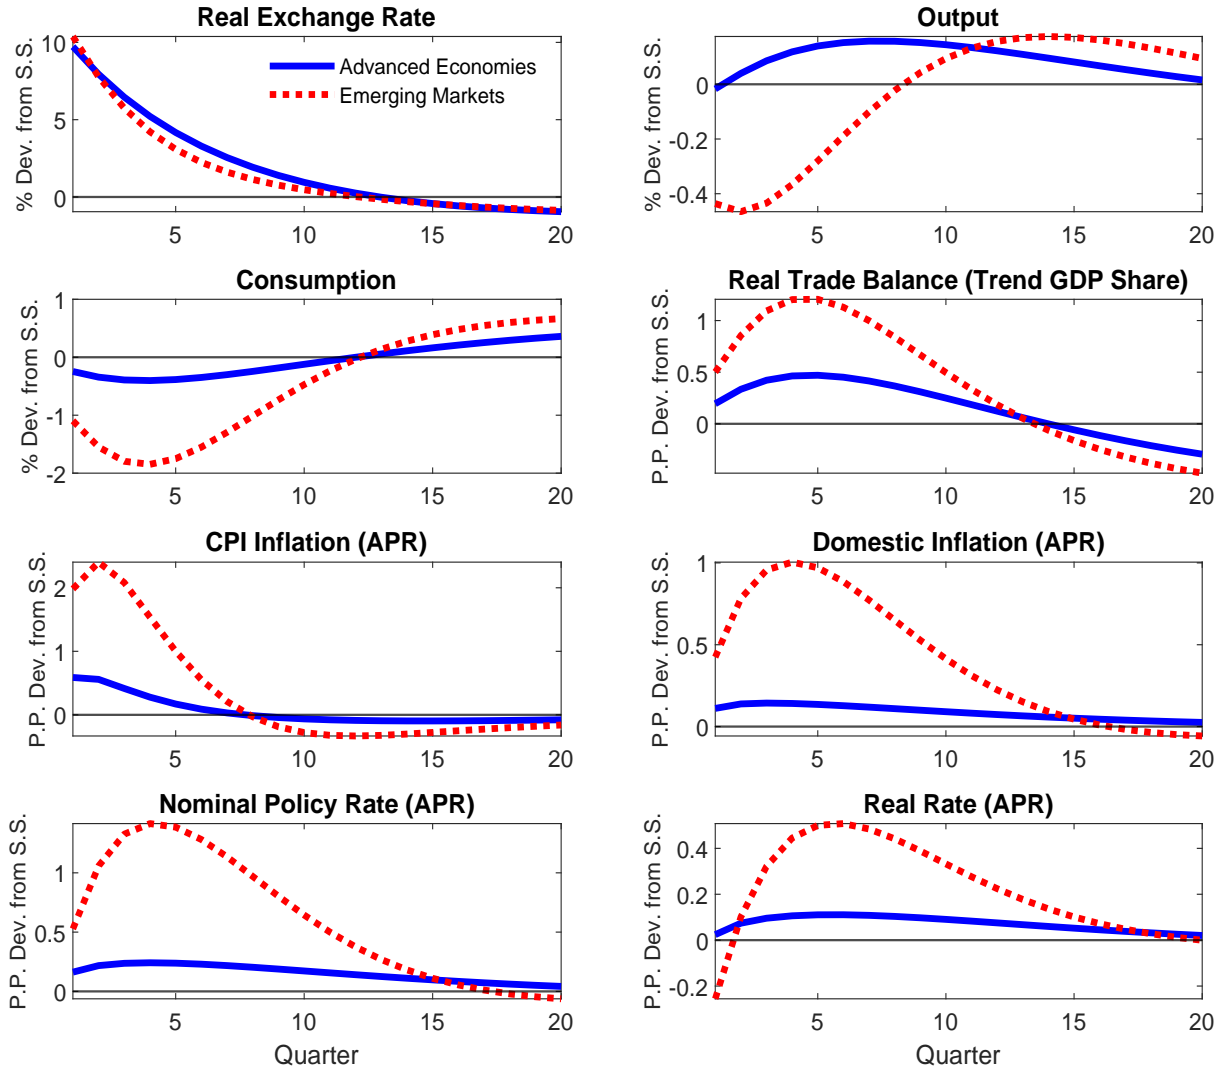 Real Exchange Rate
% Dev. from S.S.
10
5
0
Advanced Economies
Emerging Markets
5
10
15
20
Output
% Dev. from S.S.
0
-0.2
-0.4
5
10
15
20
Consumption
% Dev. from S.S.
1
0
-1
-2
5
10
15
20
Real Trade Balance (Trend GDP Share)
P.P. Dev. from S.S.
1
0.5
0
5
10
15
20
CPI Inflation (APR)
P.P. Dev. from S.S.
2
1
0
5
10
15
20
Domestic Inflation (APR)
P.P. Dev. from S.S.
1
0.5
0
5
10
15
20
Nominal Policy Rate (APR)
P.P. Dev. from S.S.
1
0.5
0
5
10
15
20
Quarter
Real Rate (APR)
P.P. Dev. from S.S.
0.4
0.2
0
-0.2
5
10
15
20
Quarter